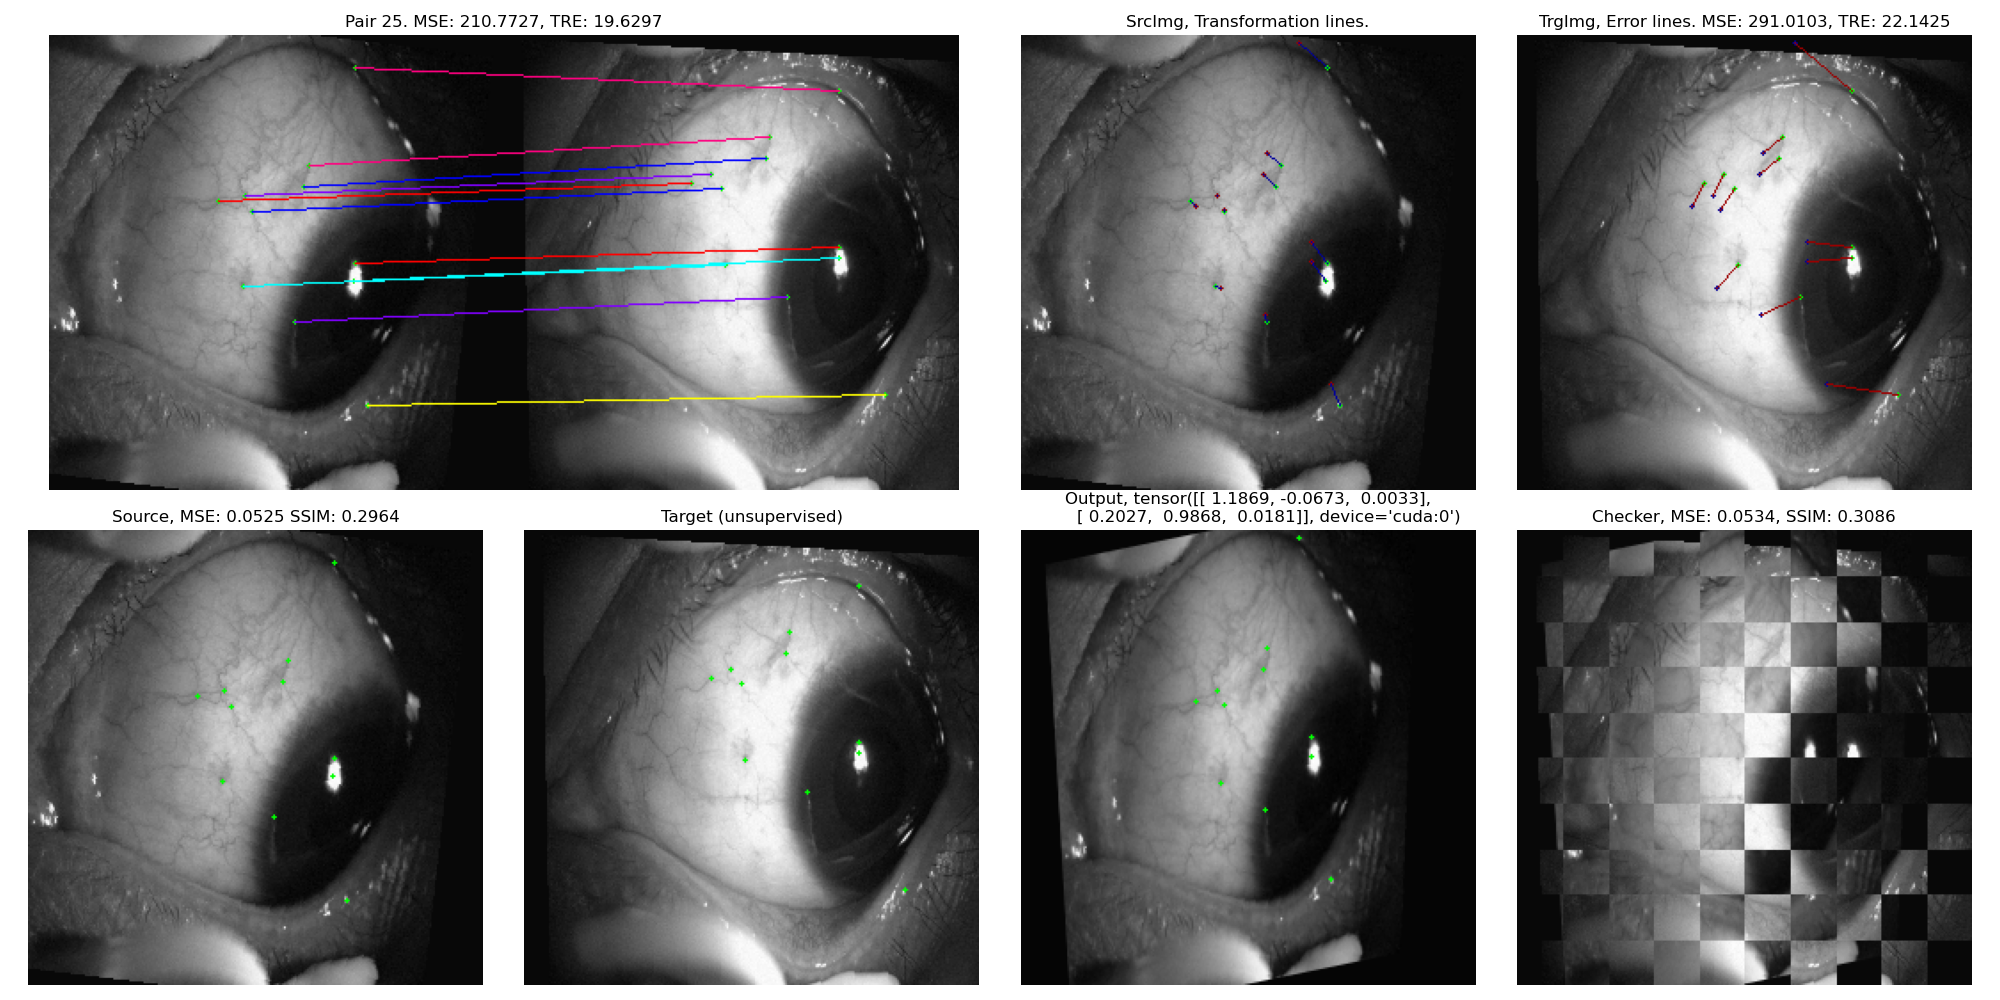 Pair 25. MSE: 210.7727, TRE: 19.6297
SrcImg, Transformation lines.
TrgImg, Error lines. MSE: 291.0103, TRE: 22.1425
Source, MSE: 0.0525 SSIM: 0.2964
Target (unsupervised)
Output, tensor([[ 1.1869, -0.0673,  0.0033],
[ 0.2027,  0.9868,  0.0181]], device='cuda:0')
Checker, MSE: 0.0534, SSIM: 0.3086